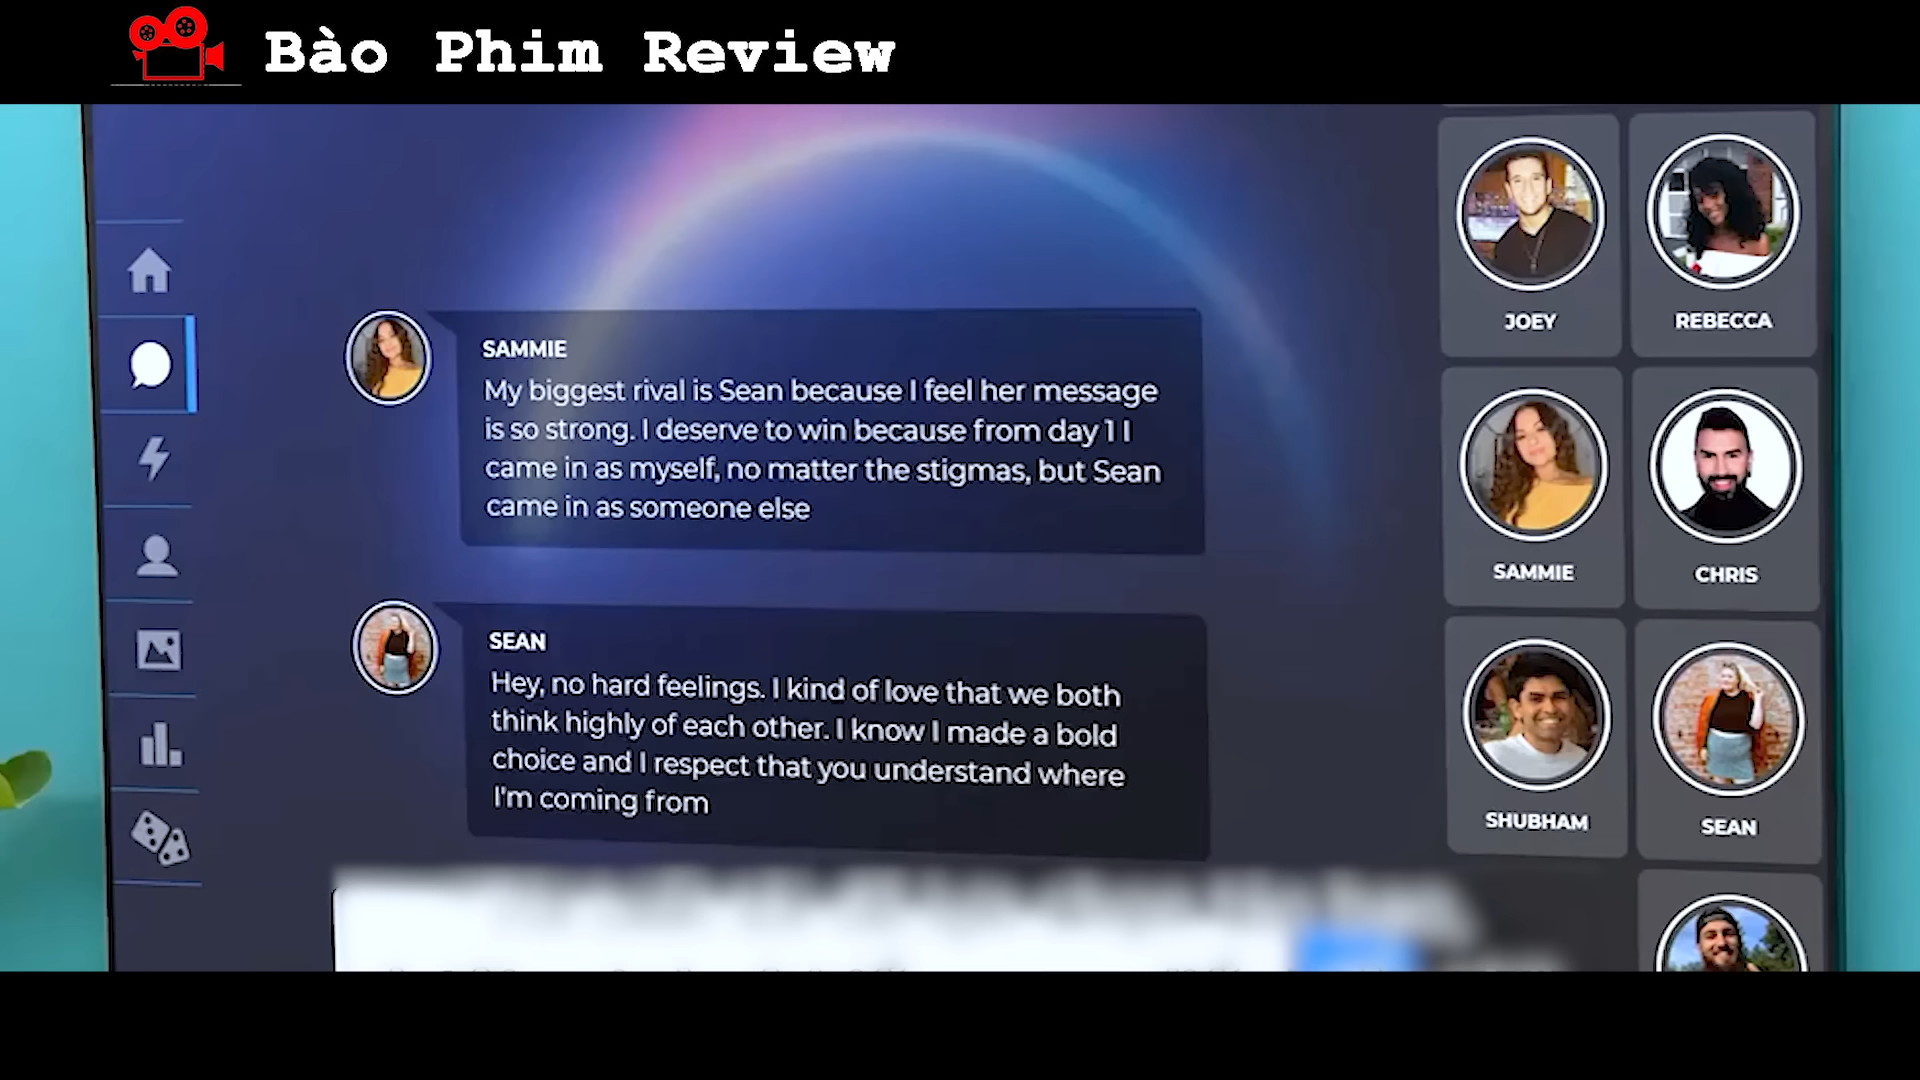 Bào Phim Review
JOEY
REBECCA
SAMMIE
My biggest rival is Sean because I feel her message
is so strong. I deserve to win because from day 1 I
came in as myself, no matter the stigmas, but Sean
came in as someone else
SAMMIE
CHRIS
SEAN
Hey, no hard feelings. I kind of love that we both
think highly of each other. I know I made a bold
choice and I respect that you understand where
I'm coming from
SHUBHAM
SEAN